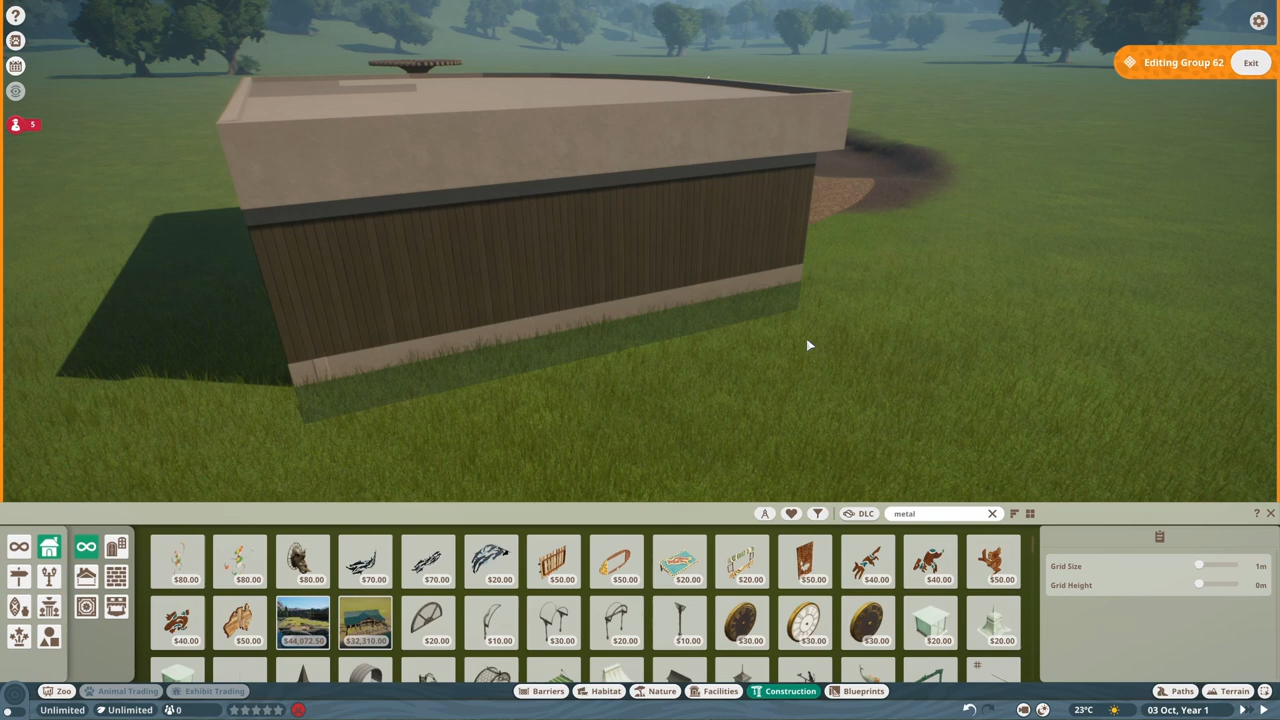 ?
Editing Group 62 Exit
5
DLC metal ?
$80.00 $80.00 $80.00 $70.00 $70.00 $20.00 $50.00 $50.00 $20.00 $20.00 $50.00 $40.00 $40.00 $50.00
Grid Size 1m
Grid Height 0m
$40.00 $50.00 $44,072.50 $32,310.00 $20.00 $10.00 $30.00 $20.00 $10.00 $30.00 $30.00 $30.00 $20.00 $20.00
Zoo Animal Trading Exhibit Trading Barriers Habitat Nature Facilities Construction Blueprints Paths Terrain
Unlimited Unlimited 0 23°C 03 Oct, Year 1